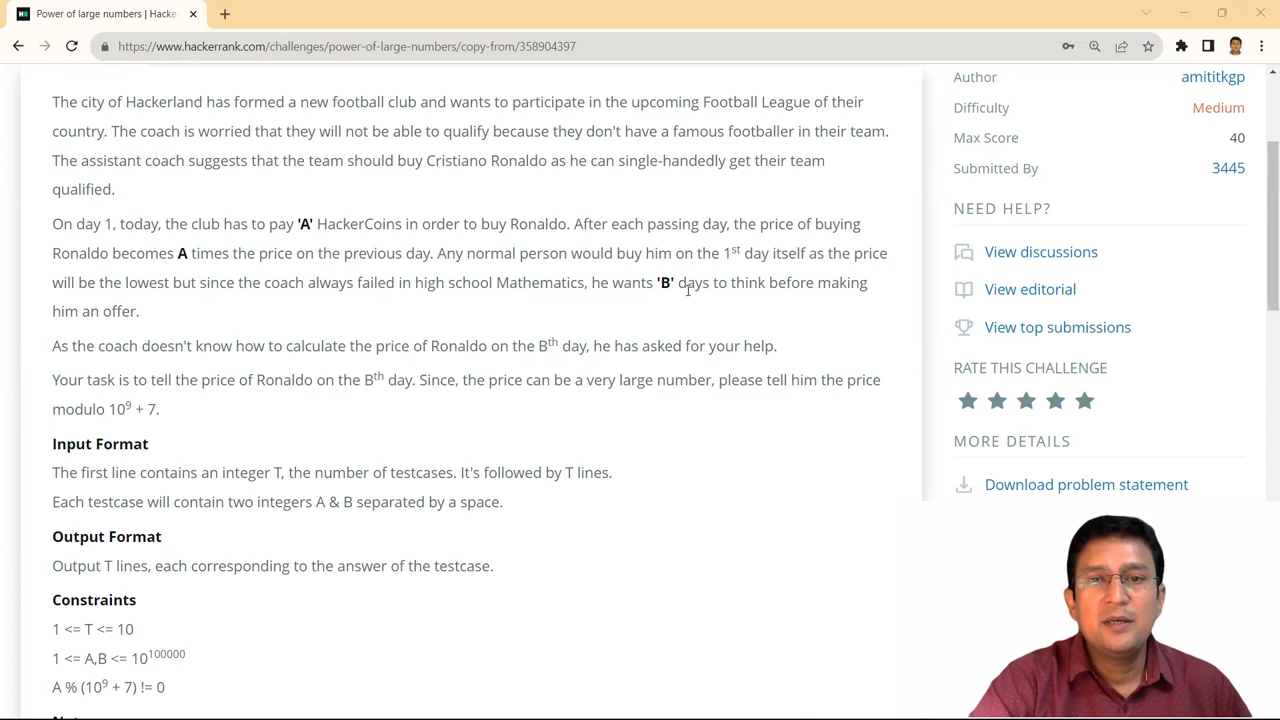 Power of large numbers | Hacke
https://www.hackerrank.com/challenges/power-of-large-numbers/copy-from/358904397
The city of Hackerland has formed a new football club and wants to participate in the upcoming Football League of their
country. The coach is worried that they will not be able to qualify because they don't have a famous footballer in their team.
The assistant coach suggests that the team should buy Cristiano Ronaldo as he can single-handedly get their team
qualified.
On day 1, today, the club has to pay 'A' HackerCoins in order to buy Ronaldo. After each passing day, the price of buying
Ronaldo becomes A times the price on the previous day. Any normal person would buy him on the 1st day itself as the price
will be the lowest but since the coach always failed in high school Mathematics, he wants 'B' days to think before making
him an offer.
As the coach doesn't know how to calculate the price of Ronaldo on the Bth day, he has asked for your help.
Your task is to tell the price of Ronaldo on the Bth day. Since, the price can be a very large number, please tell him the price
modulo 10^9 + 7.
Input Format
The first line contains an integer T, the number of testcases. It's followed by T lines.
Each testcase will contain two integers A & B separated by a space.
Output Format
Output T lines, each corresponding to the answer of the testcase.
Constraints
1 <= T <= 10
1 <= A,B <= 10^100000
A % (10^9 + 7) != 0
Author amititkgp
Difficulty Medium
Max Score 40
Submitted By 3445
NEED HELP?
View discussions
View editorial
View top submissions
RATE THIS CHALLENGE
MORE DETAILS
Download problem statement